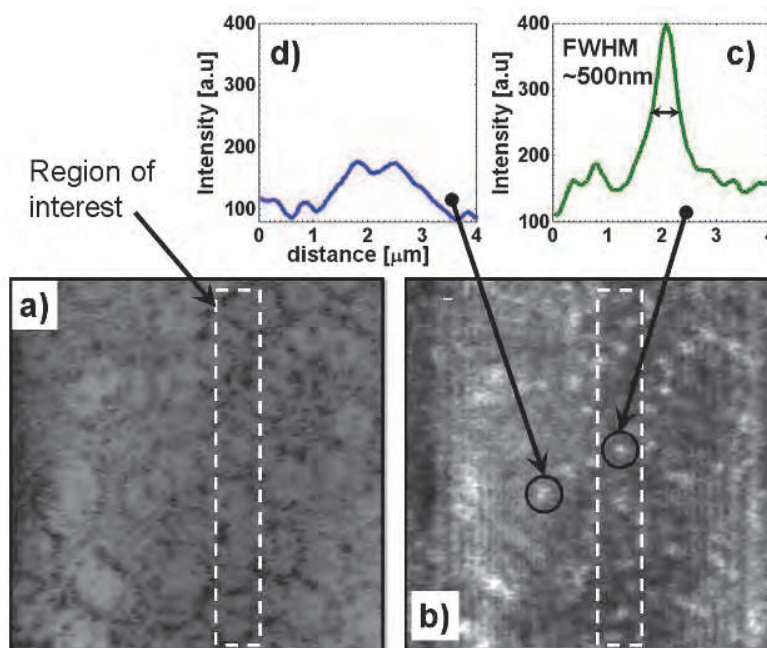 400
300
200
100
Intensity [a.u]
d)
0
1
2
3
4
distance [μm]
400
300
200
100
Intensity [a.u]
FWHM
~500nm
c)
0
1
2
3
4
Region of
interest
a)
b)